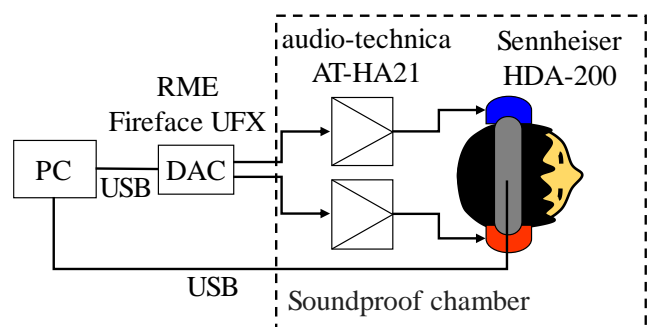 audio-technica
AT-HA21
Sennheiser
HDA-200
RME
Fireface UFX
PC
USB
DAC
USB
Soundproof chamber